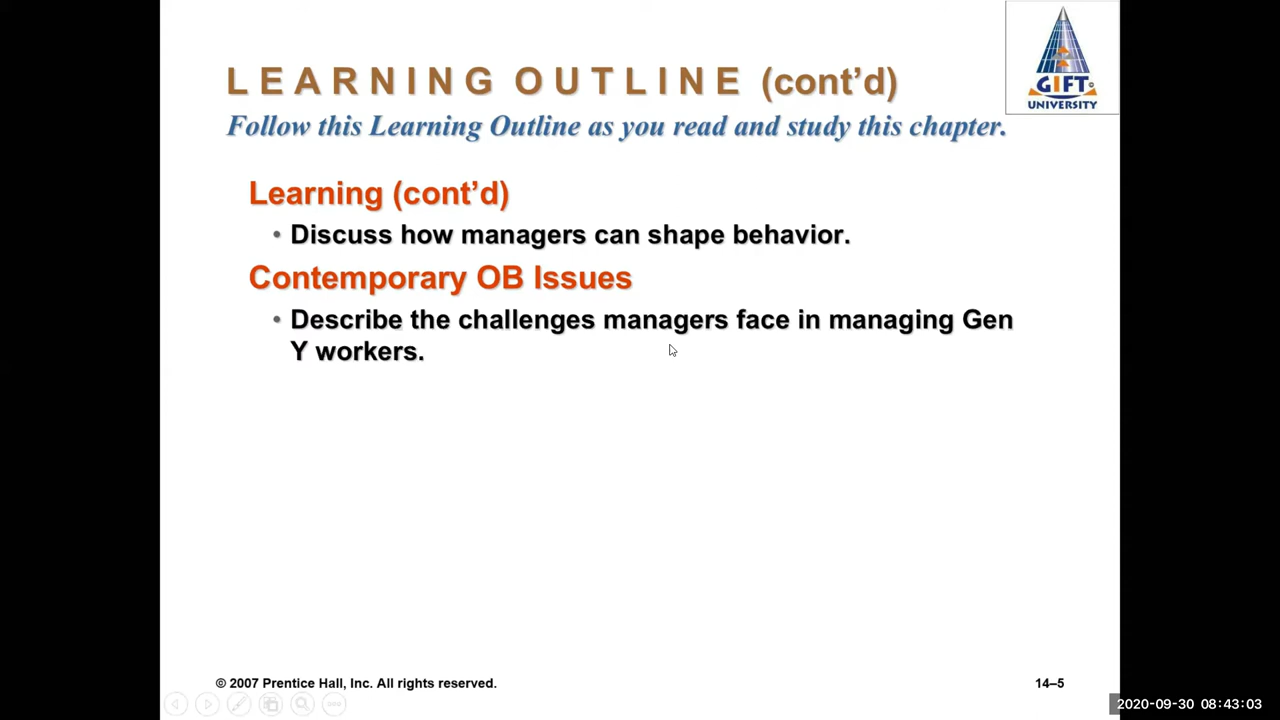 L E A R N I N G  O U T L I N E (cont’d)
Follow this Learning Outline as you read and study this chapter.
GIFT
UNIVERSITY
Learning (cont’d)
• Discuss how managers can shape behavior.
Contemporary OB Issues
• Describe the challenges managers face in managing Gen
Y workers.
© 2007 Prentice Hall, Inc. All rights reserved.
14–5
2020-09-30 08:43:03